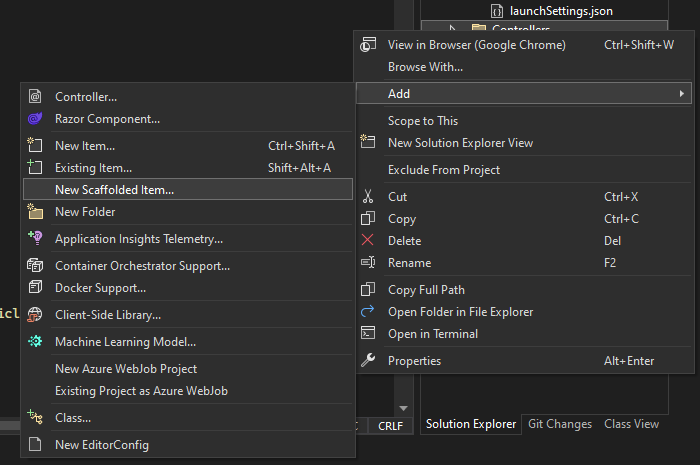 launchSettings.json
Controllers
View in Browser (Google Chrome) Ctrl+Shift+W
Browse With...
Add
Scope to This
New Solution Explorer View
Exclude From Project
Cut Ctrl+X
Copy Ctrl+C
Delete Del
Rename F2
Copy Full Path
Open Folder in File Explorer
Open in Terminal
Properties Alt+Enter
Controller...
Razor Component...
New Item... Ctrl+Shift+A
Existing Item... Shift+Alt+A
New Scaffolded Item...
New Folder
Application Insights Telemetry...
Container Orchestrator Support...
Docker Support...
Client-Side Library...
Machine Learning Model...
New Azure WebJob Project
Existing Project as Azure WebJob
Class...
New EditorConfig
icl
CRLF
Solution Explorer Git Changes Class View